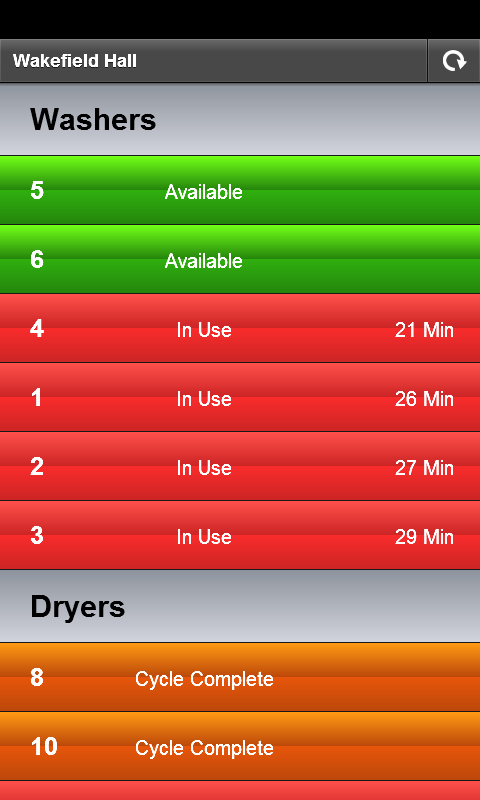 Wakefield Hall
Washers
5 Available
6 Available
4 In Use 21 Min
1 In Use 26 Min
2 In Use 27 Min
3 In Use 29 Min
Dryers
8 Cycle Complete
10 Cycle Complete